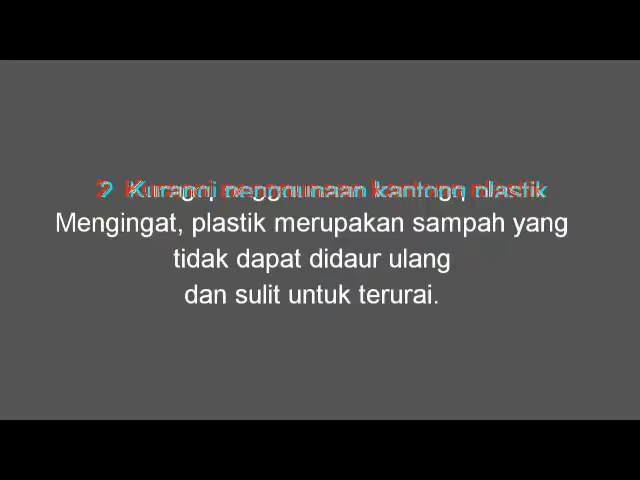 2. Kurangi penggunaan kantong plastik
Mengingat, plastik merupakan sampah yang
tidak dapat didaur ulang
dan sulit untuk terurai.